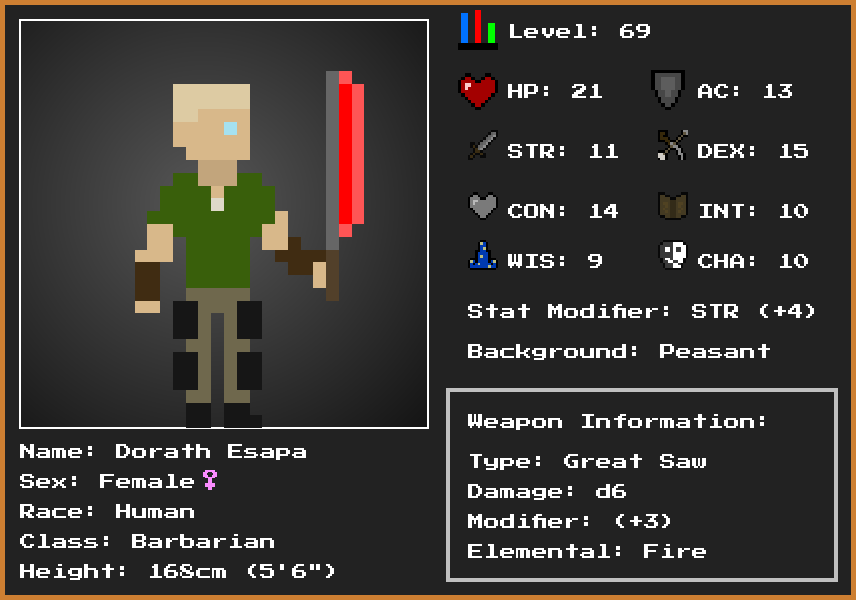 Level: 69
HP: 21 AC: 13
STR: 11 DEX: 15
CON: 14 INT: 10
WIS: 9 CHA: 10
Stat Modifier: STR (+4)
Background: Peasant
Weapon Information:
Type: Great Saw
Damage: d6
Modifier: (+3)
Elemental: Fire
Name: Dorath Esapa
Sex: Female♀
Race: Human
Class: Barbarian
Height: 168cm (5'6")